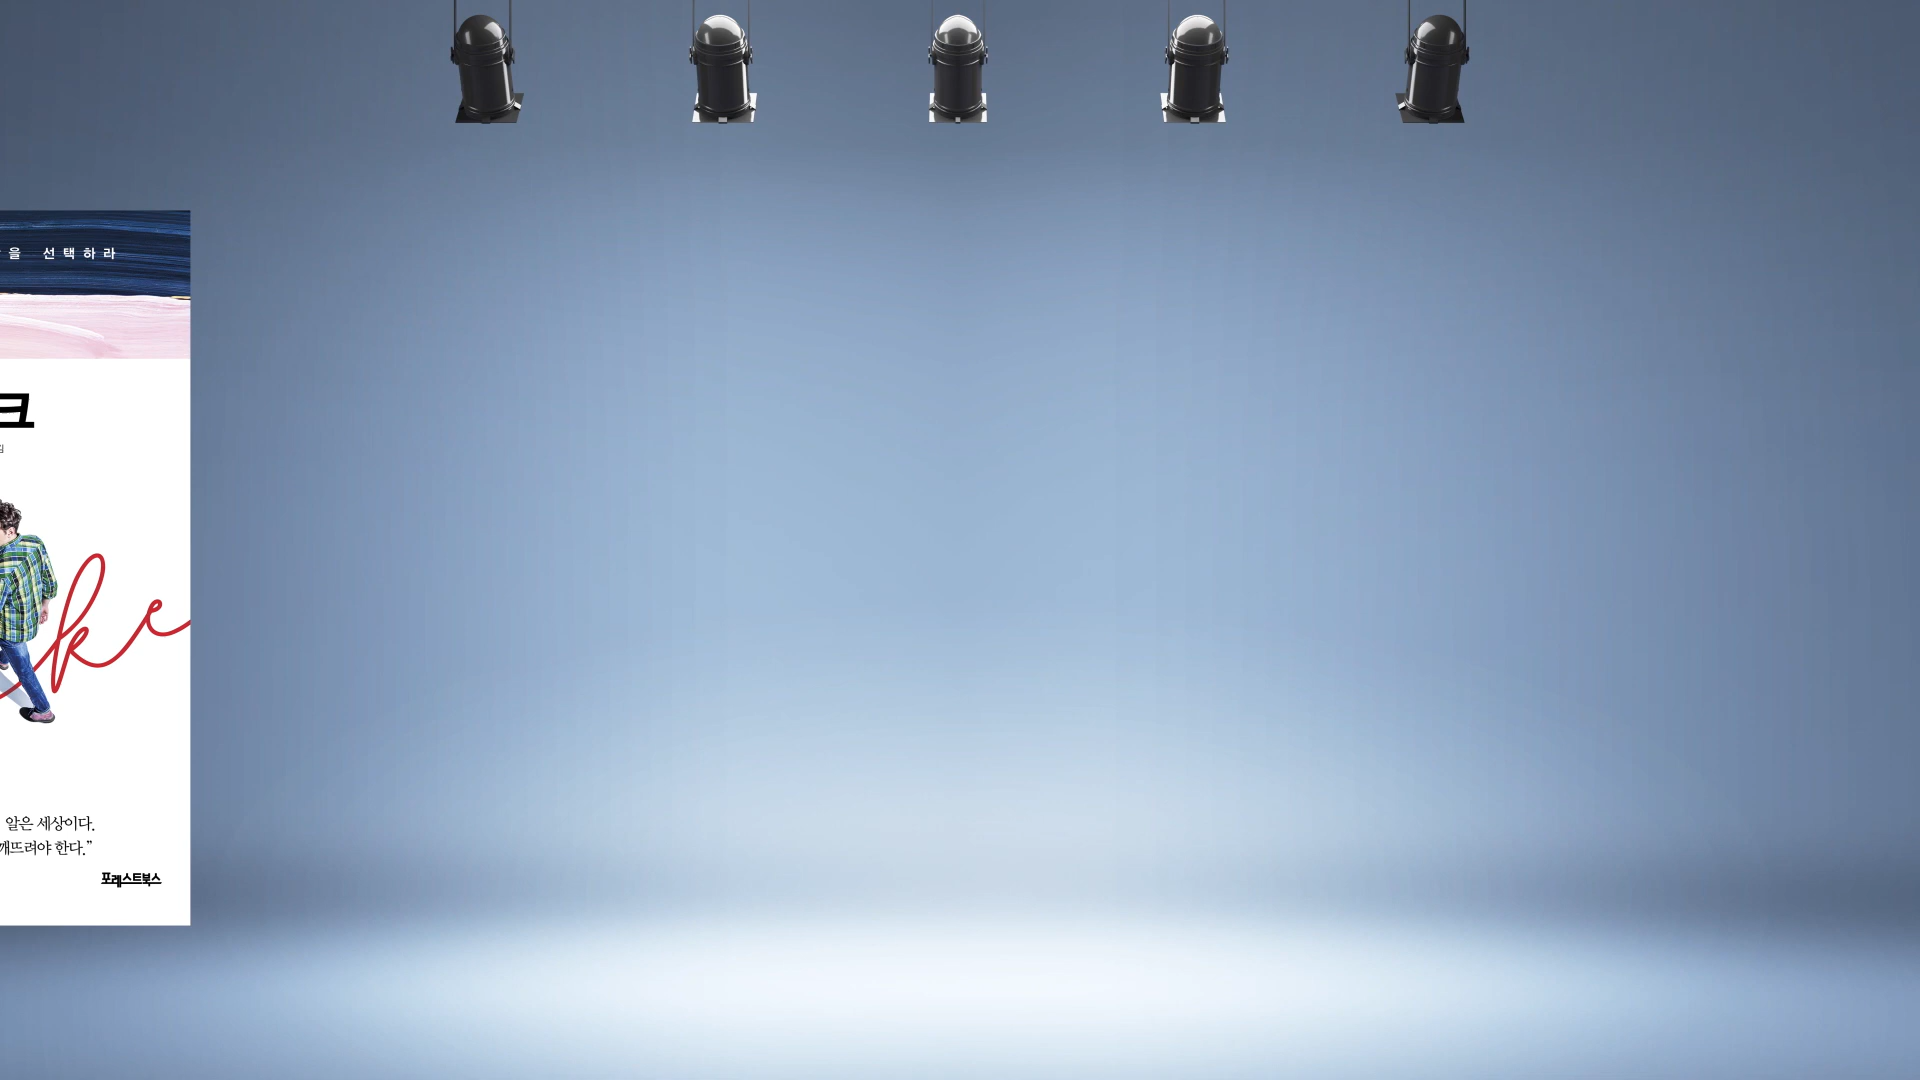 을 선택하라
크
ke
알은 세상이다.
깨뜨려야 한다.”
포레스트북스